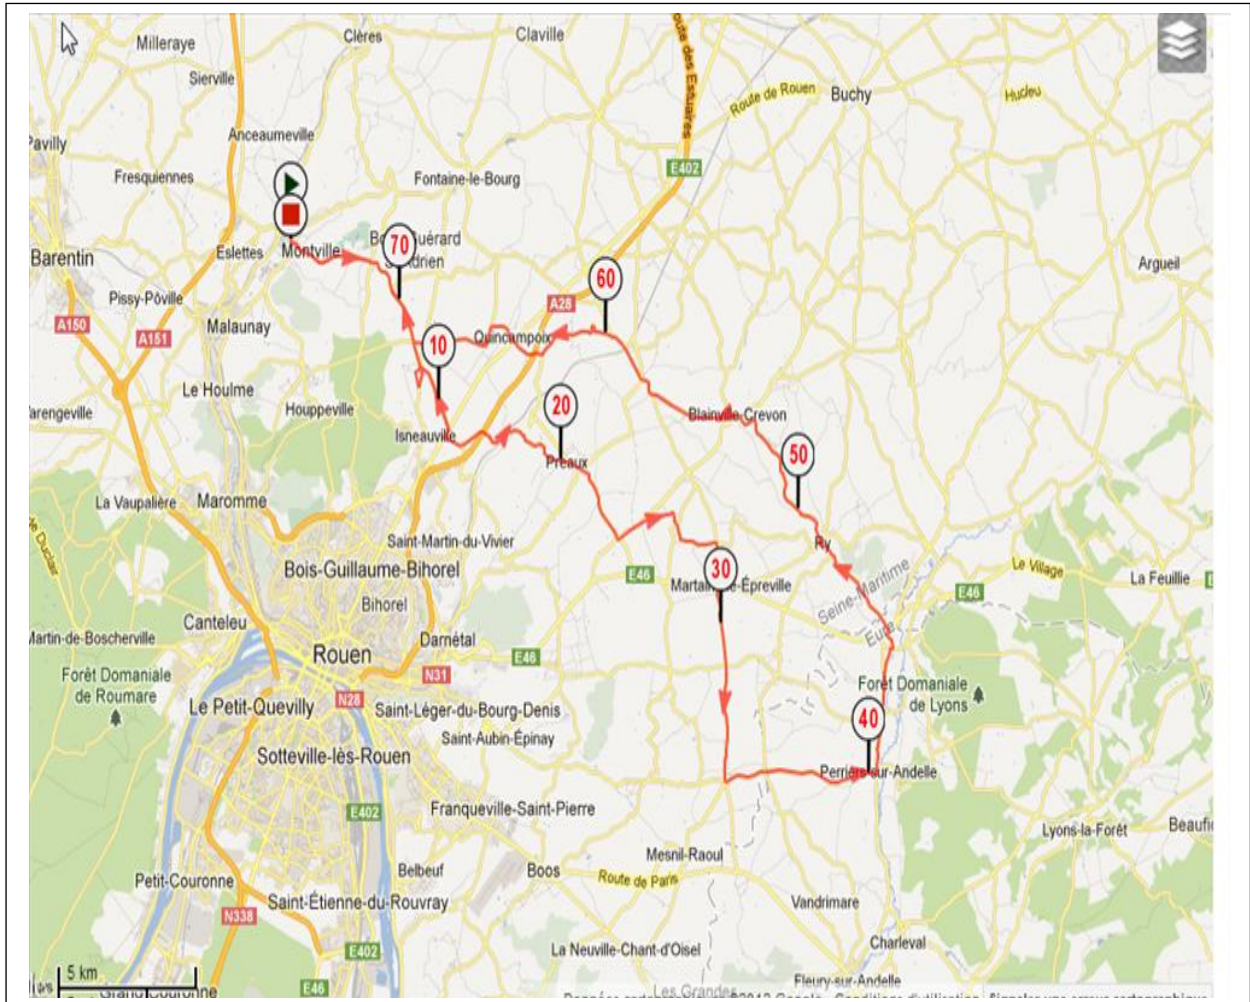 Milleraye
Clères
Claville
Route des Estuaires
Sierville
Route de Rouen
Buchy
Anceaumeville
Pavilly
E402
Fresquiennes
Fontaine-le-Bourg
Barentin
Eslettes
Montville
70
60
Argueil
Pissy-Pôville
A28
A150
A151
Malaunay
Quincampoix
10
Le Houlme
20
Houppeville
Blainville-Crevon
Isneauville
50
Préaux
La Vaupalière
Maromme
Saint-Martin-du-Vivier
Ry
Bois-Guillaume-Bihorel
E46
30
Le Village
La Feuillie
Seine-Maritime
E46
Bihorel
Canteleu
Eure
Martin-de-Boscherville
Darnétal
Rouen
E46
Forêt Domaniale
de Roumare
N31
Forêt Domaniale
de Lyons
Le Petit-Quevilly
N28
Saint-Léger-du-Bourg-Denis
40
Saint-Aubin-Épinay
Sotteville-lès-Rouen
Perriers-sur-Andelle
E402
Franqueville-Saint-Pierre
Lyons-la-Forêt
Mesnil-Raoul
Belbeuf
Boos
Route de Paris
Petit-Couronne
Saint-Étienne-du-Rouvray
Vandrimare
N338
E402
La Neuville-Chant-d'Oisel
Charleval
5 km
E46
Fleury-sur-Andelle
Les Grandes